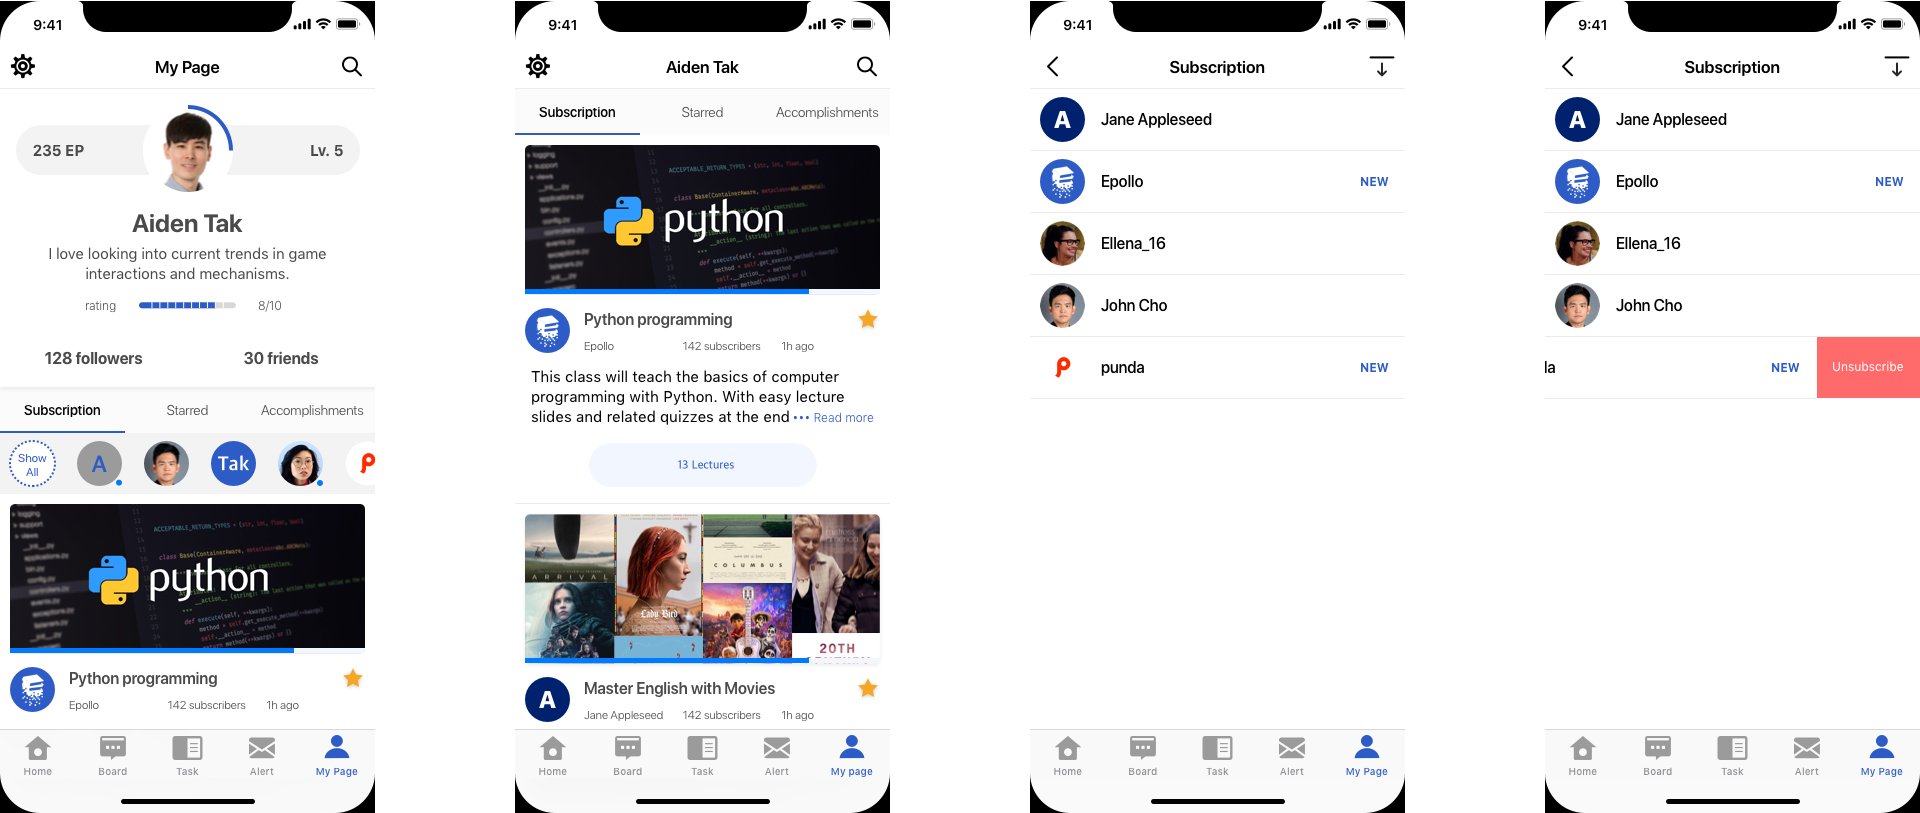 9:41
My Page
235 EP
Lv. 5
Aiden Tak
I love looking into current trends in game
interactions and mechanisms.
rating
8/10
128 followers
30 friends
Subscription
Starred
Accomplishments
Show
All
A
Tak
python
Python programming
Epollo
142 subscribers
1h ago
Home
Board
Task
Alert
My Page
9:41
Aiden Tak
Subscription
Starred
Accomplishments
python
Python programming
Epollo
142 subscribers
1h ago
This class will teach the basics of computer
programming with Python. With easy lecture
slides and related quizzes at the end ••• Read more
13 Lectures
ARRIVAL
Lady Bird
COLUMBUS
20TH
A
Master English with Movies
Jane Appleseed
142 subscribers
1h ago
Home
Board
Task
Alert
My page
9:41
Subscription
A
Jane Appleseed
Epollo
NEW
Ellena_16
John Cho
punda
NEW
Home
Board
Task
Alert
My Page
9:41
Subscription
A
Jane Appleseed
Epollo
NEW
Ellena_16
John Cho
la
NEW
Unsubscribe
Home
Board
Task
Alert
My Page